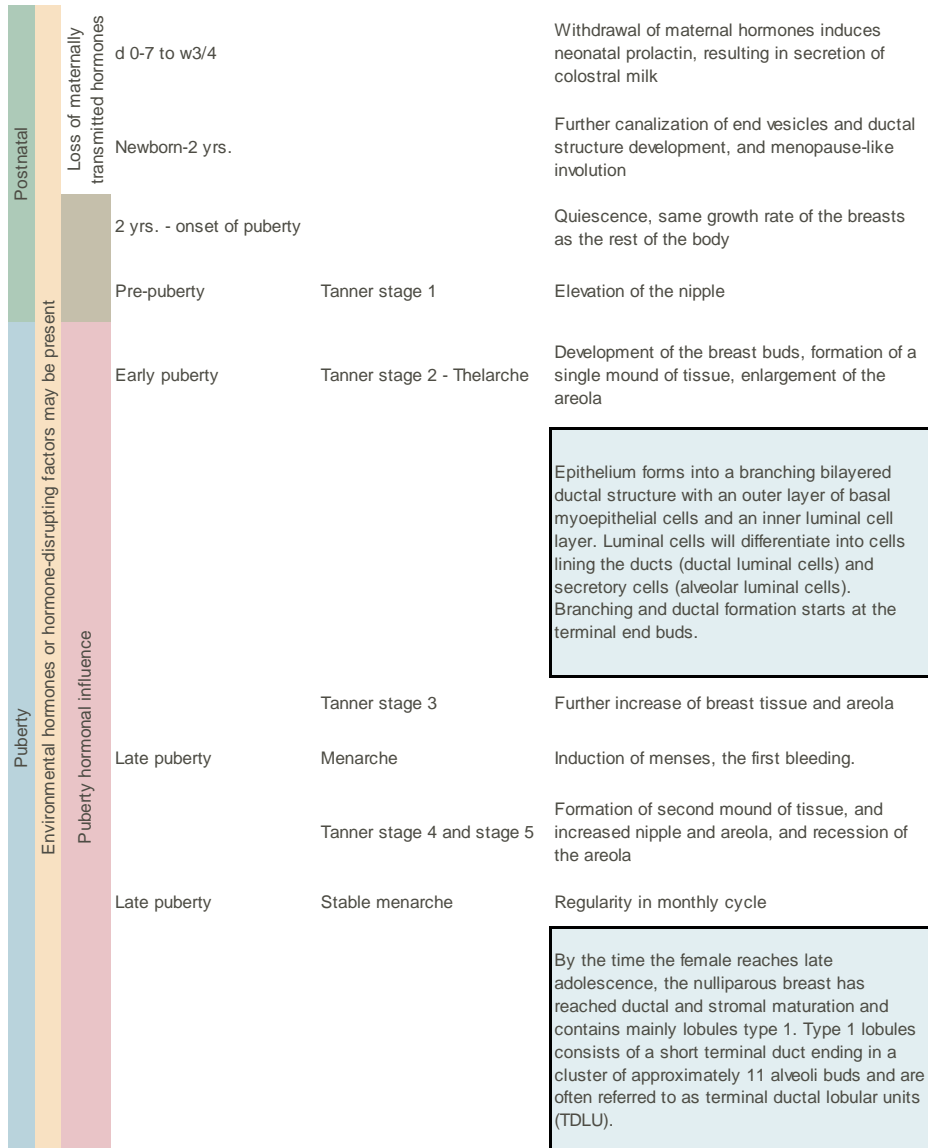 Postnatal
Puberty
Environmental hormones or hormone-disrupting factors may be present
Loss of maternally
transmitted hormones
Puberty hormonal influence
d 0-7 to w3/4
Withdrawal of maternal hormones induces
neonatal prolactin, resulting in secretion of
colostral milk
Newborn-2 yrs.
Further canalization of end vesicles and ductal
structure development, and menopause-like
involution
2 yrs. - onset of puberty
Quiescence, same growth rate of the breasts
as the rest of the body
Pre-puberty
Tanner stage 1
Elevation of the nipple
Early puberty
Tanner stage 2 - Thelarche
Development of the breast buds, formation of a
single mound of tissue, enlargement of the
areola
Epithelium forms into a branching bilayered
ductal structure with an outer layer of basal
myoepithelial cells and an inner luminal cell
layer. Luminal cells will differentiate into cells
lining the ducts (ductal luminal cells) and
secretory cells (alveolar luminal cells).
Branching and ductal formation starts at the
terminal end buds.
Tanner stage 3
Further increase of breast tissue and areola
Late puberty
Menarche
Induction of menses, the first bleeding.
Tanner stage 4 and stage 5
Formation of second mound of tissue, and
increased nipple and areola, and recession of
the areola
Late puberty
Stable menarche
Regularity in monthly cycle
By the time the female reaches late
adolescence, the nulliparous breast has
reached ductal and stromal maturation and
contains mainly lobules type 1. Type 1 lobules
consists of a short terminal duct ending in a
cluster of approximately 11 alveoli buds and are
often referred to as terminal ductal lobular units
(TDLU).